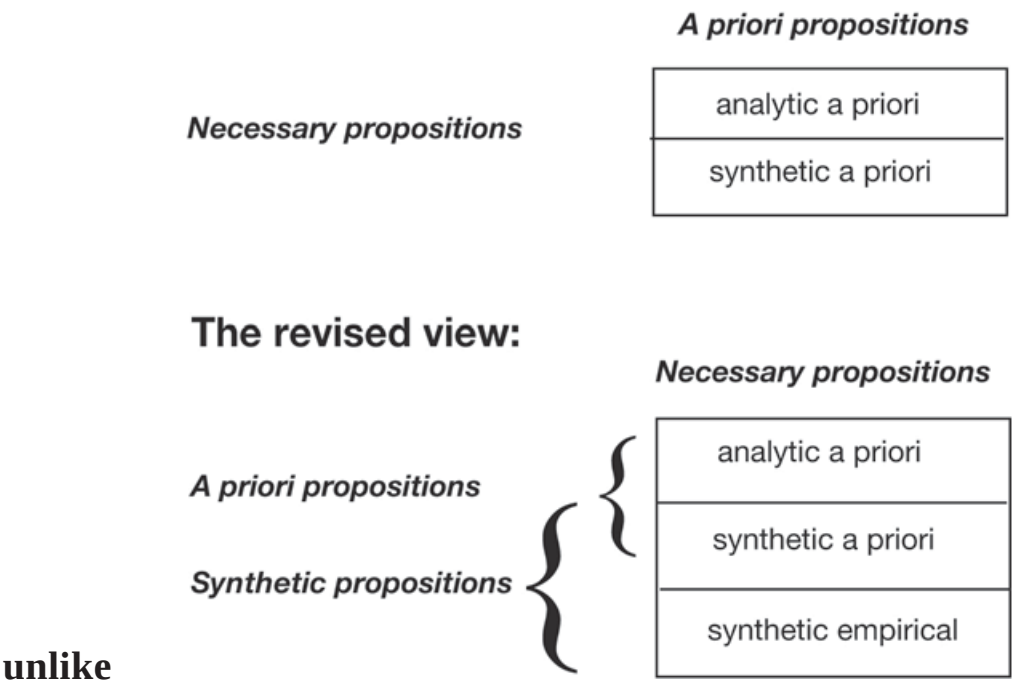 A priori propositions
analytic a priori
Necessary propositions
synthetic a priori
The revised view:
Necessary propositions
analytic a priori
A priori propositions
synthetic a priori
Synthetic propositions
synthetic empirical
unlike